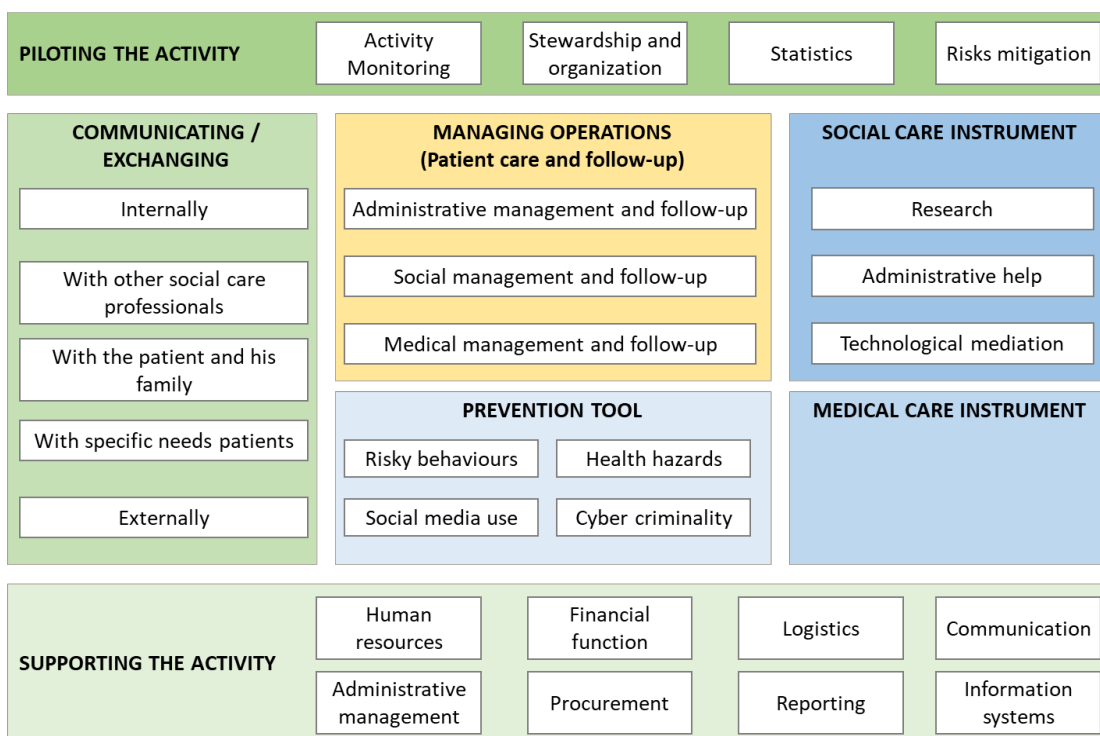 PILOTING THE ACTIVITY
Activity
Monitoring
Stewardship and
organization
Statistics
Risks mitigation
COMMUNICATING /
EXCHANGING
Internally
With other social care
professionals
With the patient and his
family
With specific needs patients
Externally
MANAGING OPERATIONS
(Patient care and follow-up)
Administrative management and follow-up
Social management and follow-up
Medical management and follow-up
SOCIAL CARE INSTRUMENT
Research
Administrative help
Technological mediation
PREVENTION TOOL
Risky behaviours
Health hazards
Social media use
Cyber criminality
MEDICAL CARE INSTRUMENT
SUPPORTING THE ACTIVITY
Human
resources
Financial
function
Logistics
Communication
Administrative
management
Procurement
Reporting
Information
systems